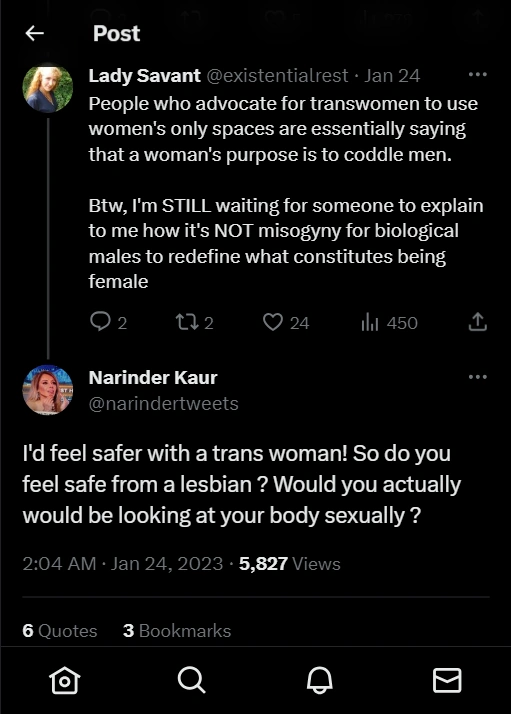 Post
Lady Savant @existentialrest · Jan 24
People who advocate for transwomen to use
women's only spaces are essentially saying
that a woman's purpose is to coddle men.
Btw, I'm STILL waiting for someone to explain
to me how it's NOT misogyny for biological
males to redefine what constitutes being
female
2 2 24 450
Narinder Kaur
@narindertweets
I'd feel safer with a trans woman! So do you
feel safe from a lesbian ? Would you actually
would be looking at your body sexually ?
2:04 AM · Jan 24, 2023 · 5,827 Views
6 Quotes 3 Bookmarks